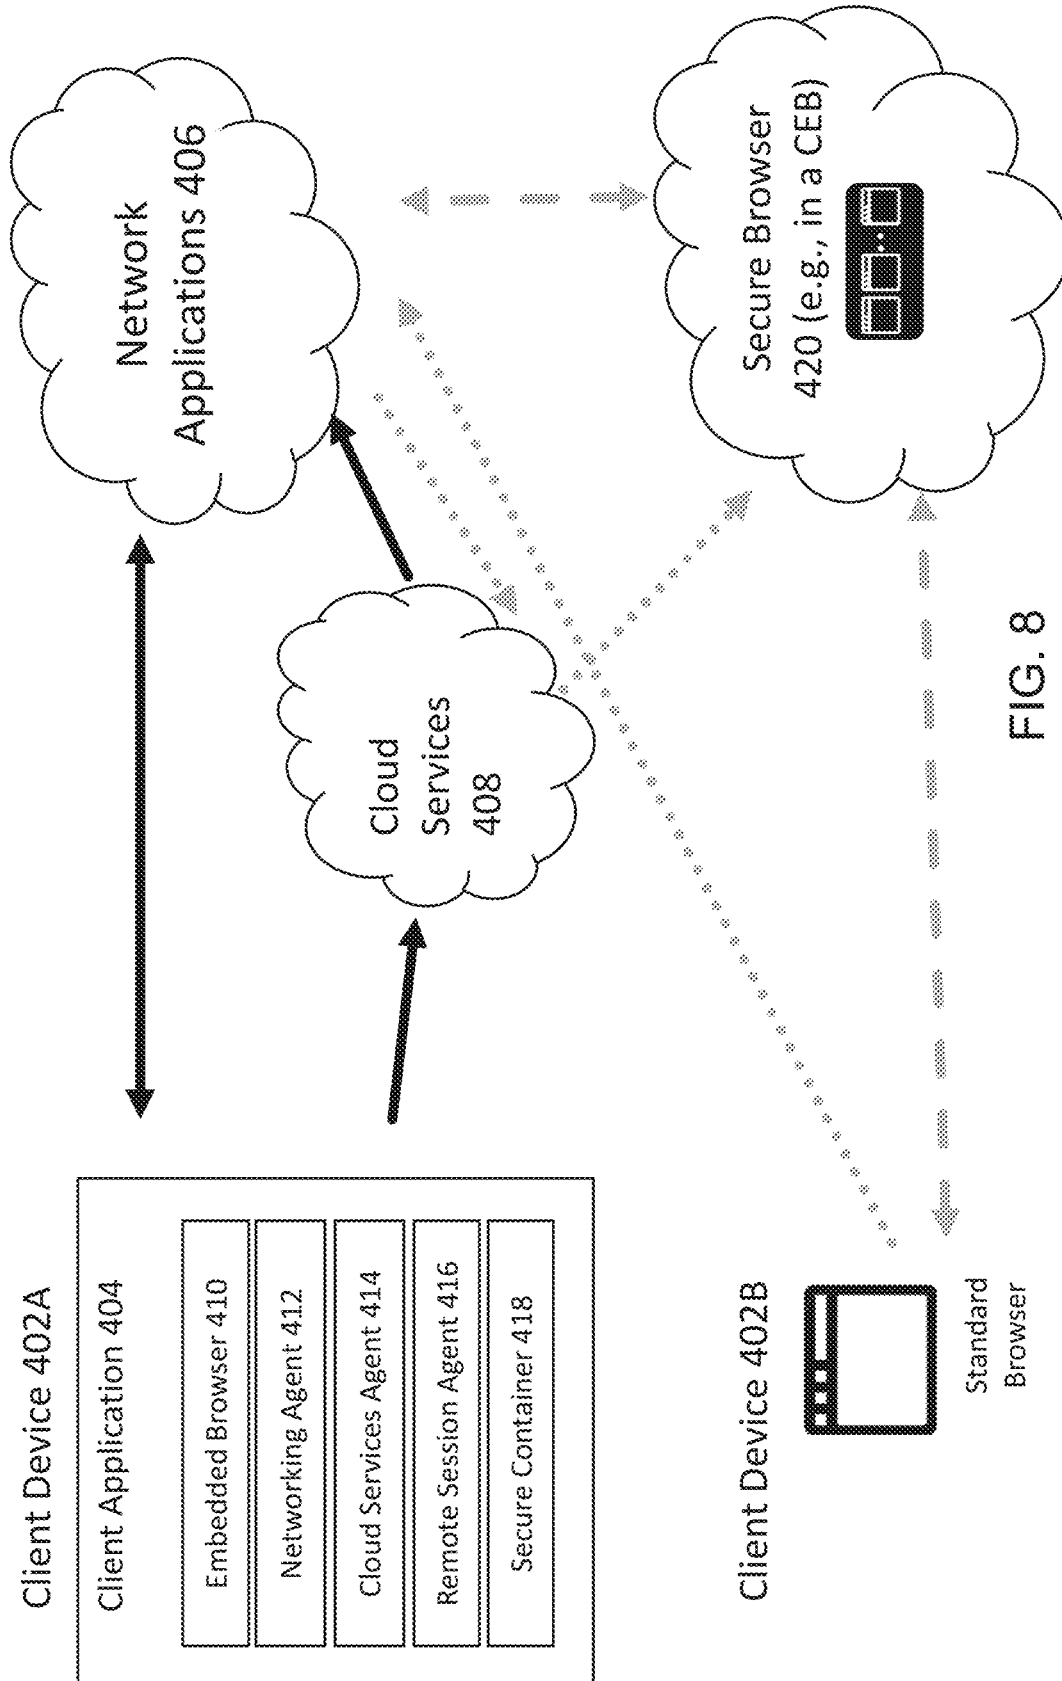 Client Device 402A
Client Application 404
Embedded Browser 410
Networking Agent 412
Cloud Services Agent 414
Remote Session Agent 416
Secure Container 418
Network
Applications 406
Cloud
Services
408
Client Device 402B
Standard
Browser
Secure Browser
420 (e.g., in a CEB)
FIG. 8